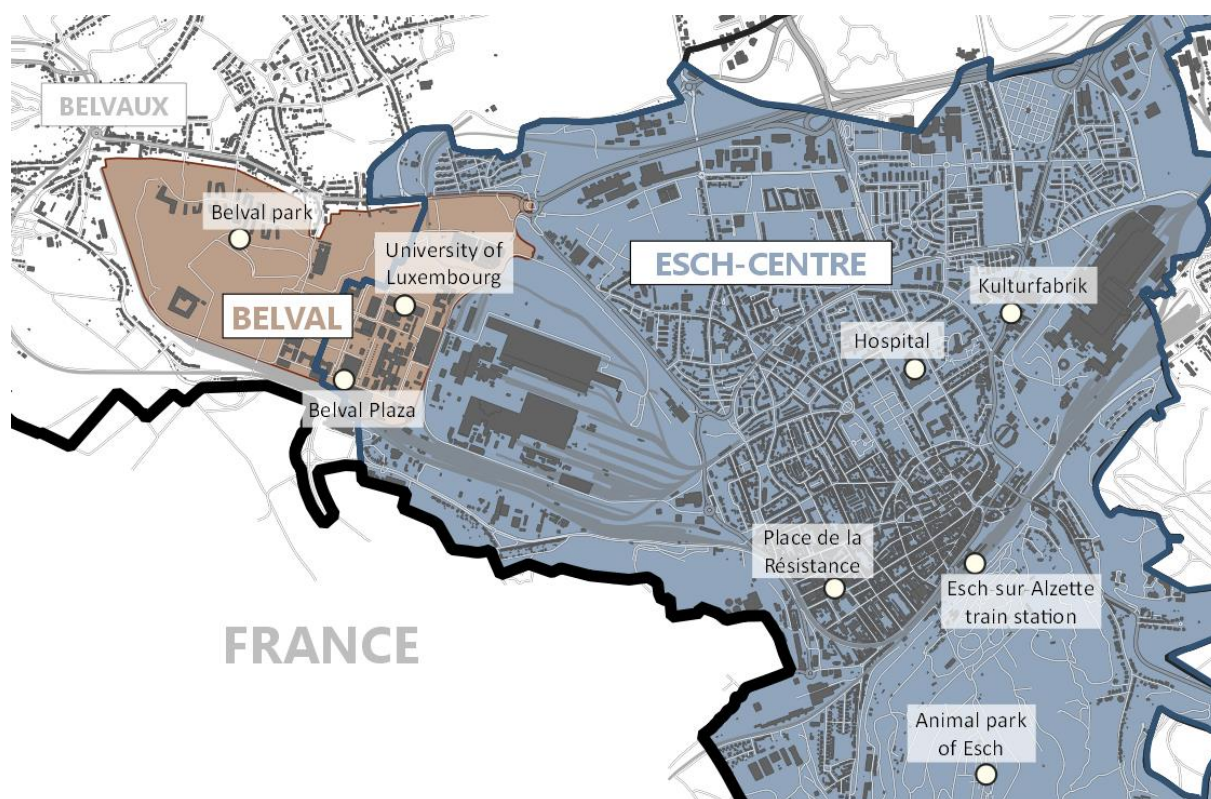 BELVAUX
Belval park
University of
Luxembourg
ESCH-CENTRE
Kulturfabrik
BELVAL
Hospital
Belval Plaza
Place de la
Résistance
Esch-sur-Alzette
train station
FRANCE
Animal park
of Esch